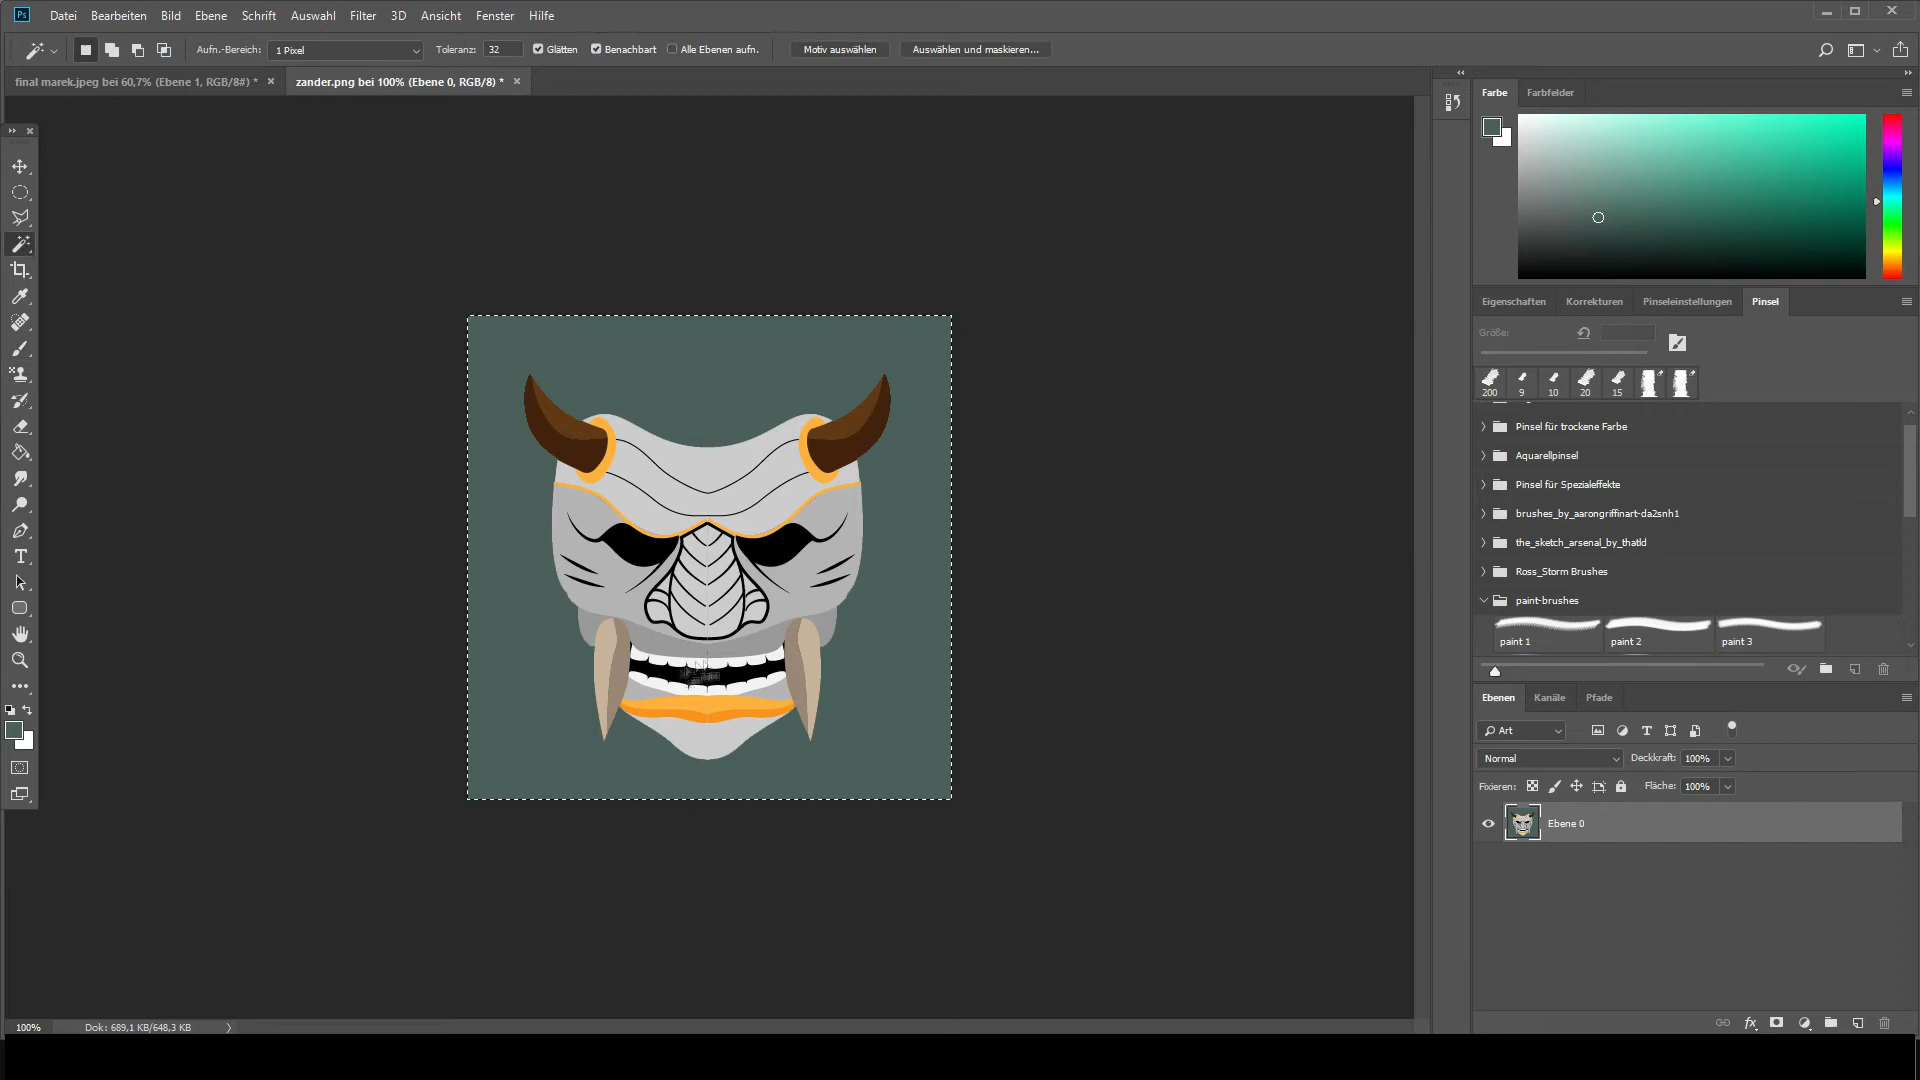 Ps Datei Bearbeiten Bild Ebene Schrift Auswahl Filter 3D Ansicht Fenster Hilfe
Aufn.-Bereich: 1 Pixel Toleranz: 32 Glätten Benachbart Alle Ebenen aufn. Motiv auswählen Auswählen und maskieren...
final marek.jpeg bei 60,7% (Ebene 1, RGB/8#) * zander.png bei 100% (Ebene 0, RGB/8) *
Farbe Farbfelder
Eigenschaften Korrekturen Pinseleinstellungen Pinsel
Größe:
200 9 10 20 15
Pinsel für trockene Farbe
Aquarellpinsel
Pinsel für Spezialeffekte
brushes_by_aarongriffinart-da2snh1
the_sketch_arsenal_by_thatld
Ross_Storm Brushes
paint-brushes
paint 1 paint 2 paint 3
Ebenen Kanäle Pfade
Art
Normal Deckkraft: 100%
Fixieren: Fläche: 100%
Ebene 0
100% Dok: 689,1 KB/648,3 KB